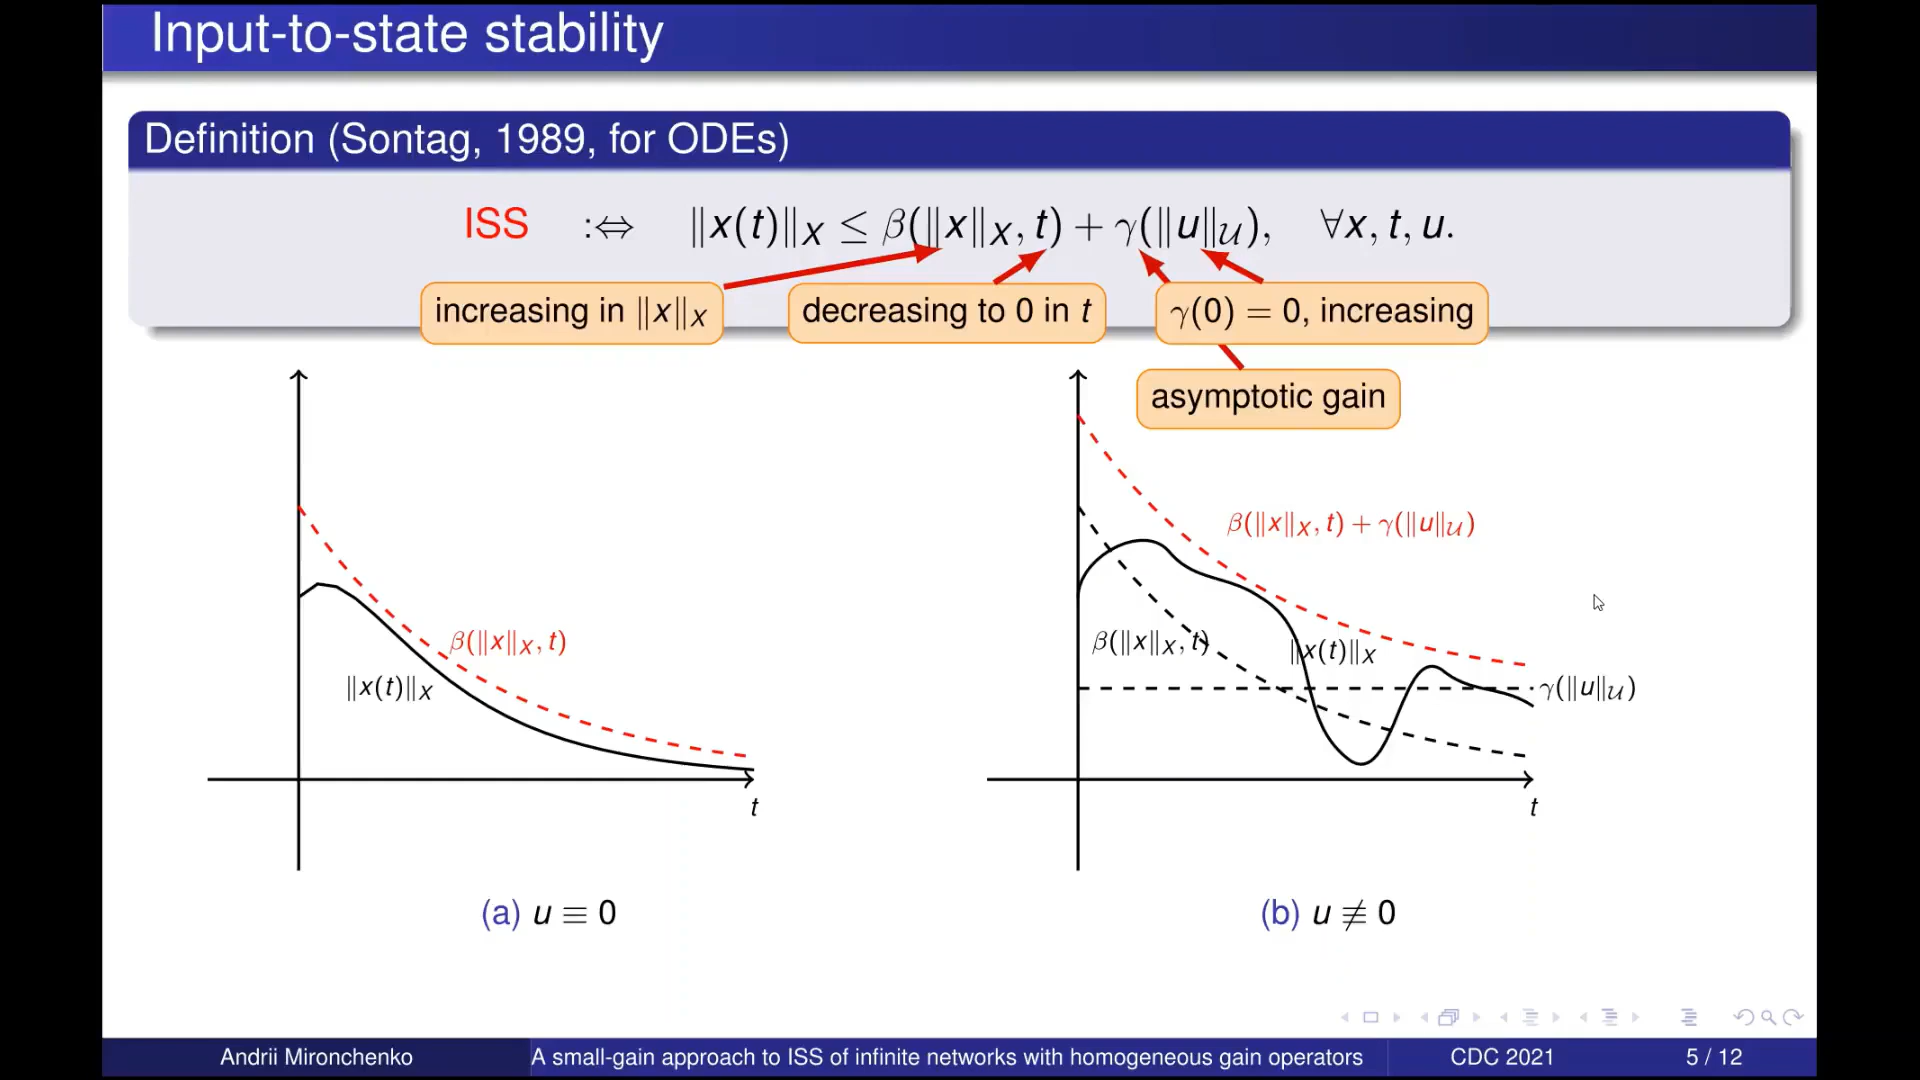 Input-to-state stability
Definition (Sontag, 1989, for ODEs)
ISS :⇔ ‖x(t)‖_X ≤ β(‖x‖_X, t) + γ(‖u‖_𝒰), ∀x, t, u.
increasing in ‖x‖_X
decreasing to 0 in t
γ(0) = 0, increasing
asymptotic gain
β(‖x‖_X, t)
‖x(t)‖_X
t
(a) u ≡ 0
β(‖x‖_X, t) + γ(‖u‖_𝒰)
β(‖x‖_X, t)
‖x(t)‖_X
γ(‖u‖_𝒰)
t
(b) u ≢ 0
Andrii Mironchenko
A small-gain approach to ISS of infinite networks with homogeneous gain operators
CDC 2021
5 / 12